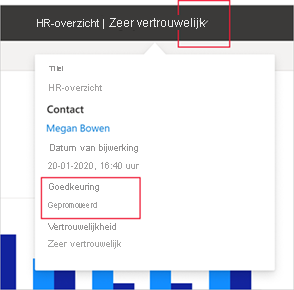 HR-overzicht | Zeer vertrouwelijk
Titel
HR-overzicht
Contact
Megan Bowen
Datum van bijwerking
20-01-2020, 16:40 uur
Goedkeuring
Gepromoveerd
Vertrouwelijkheid
Zeer vertrouwelijk